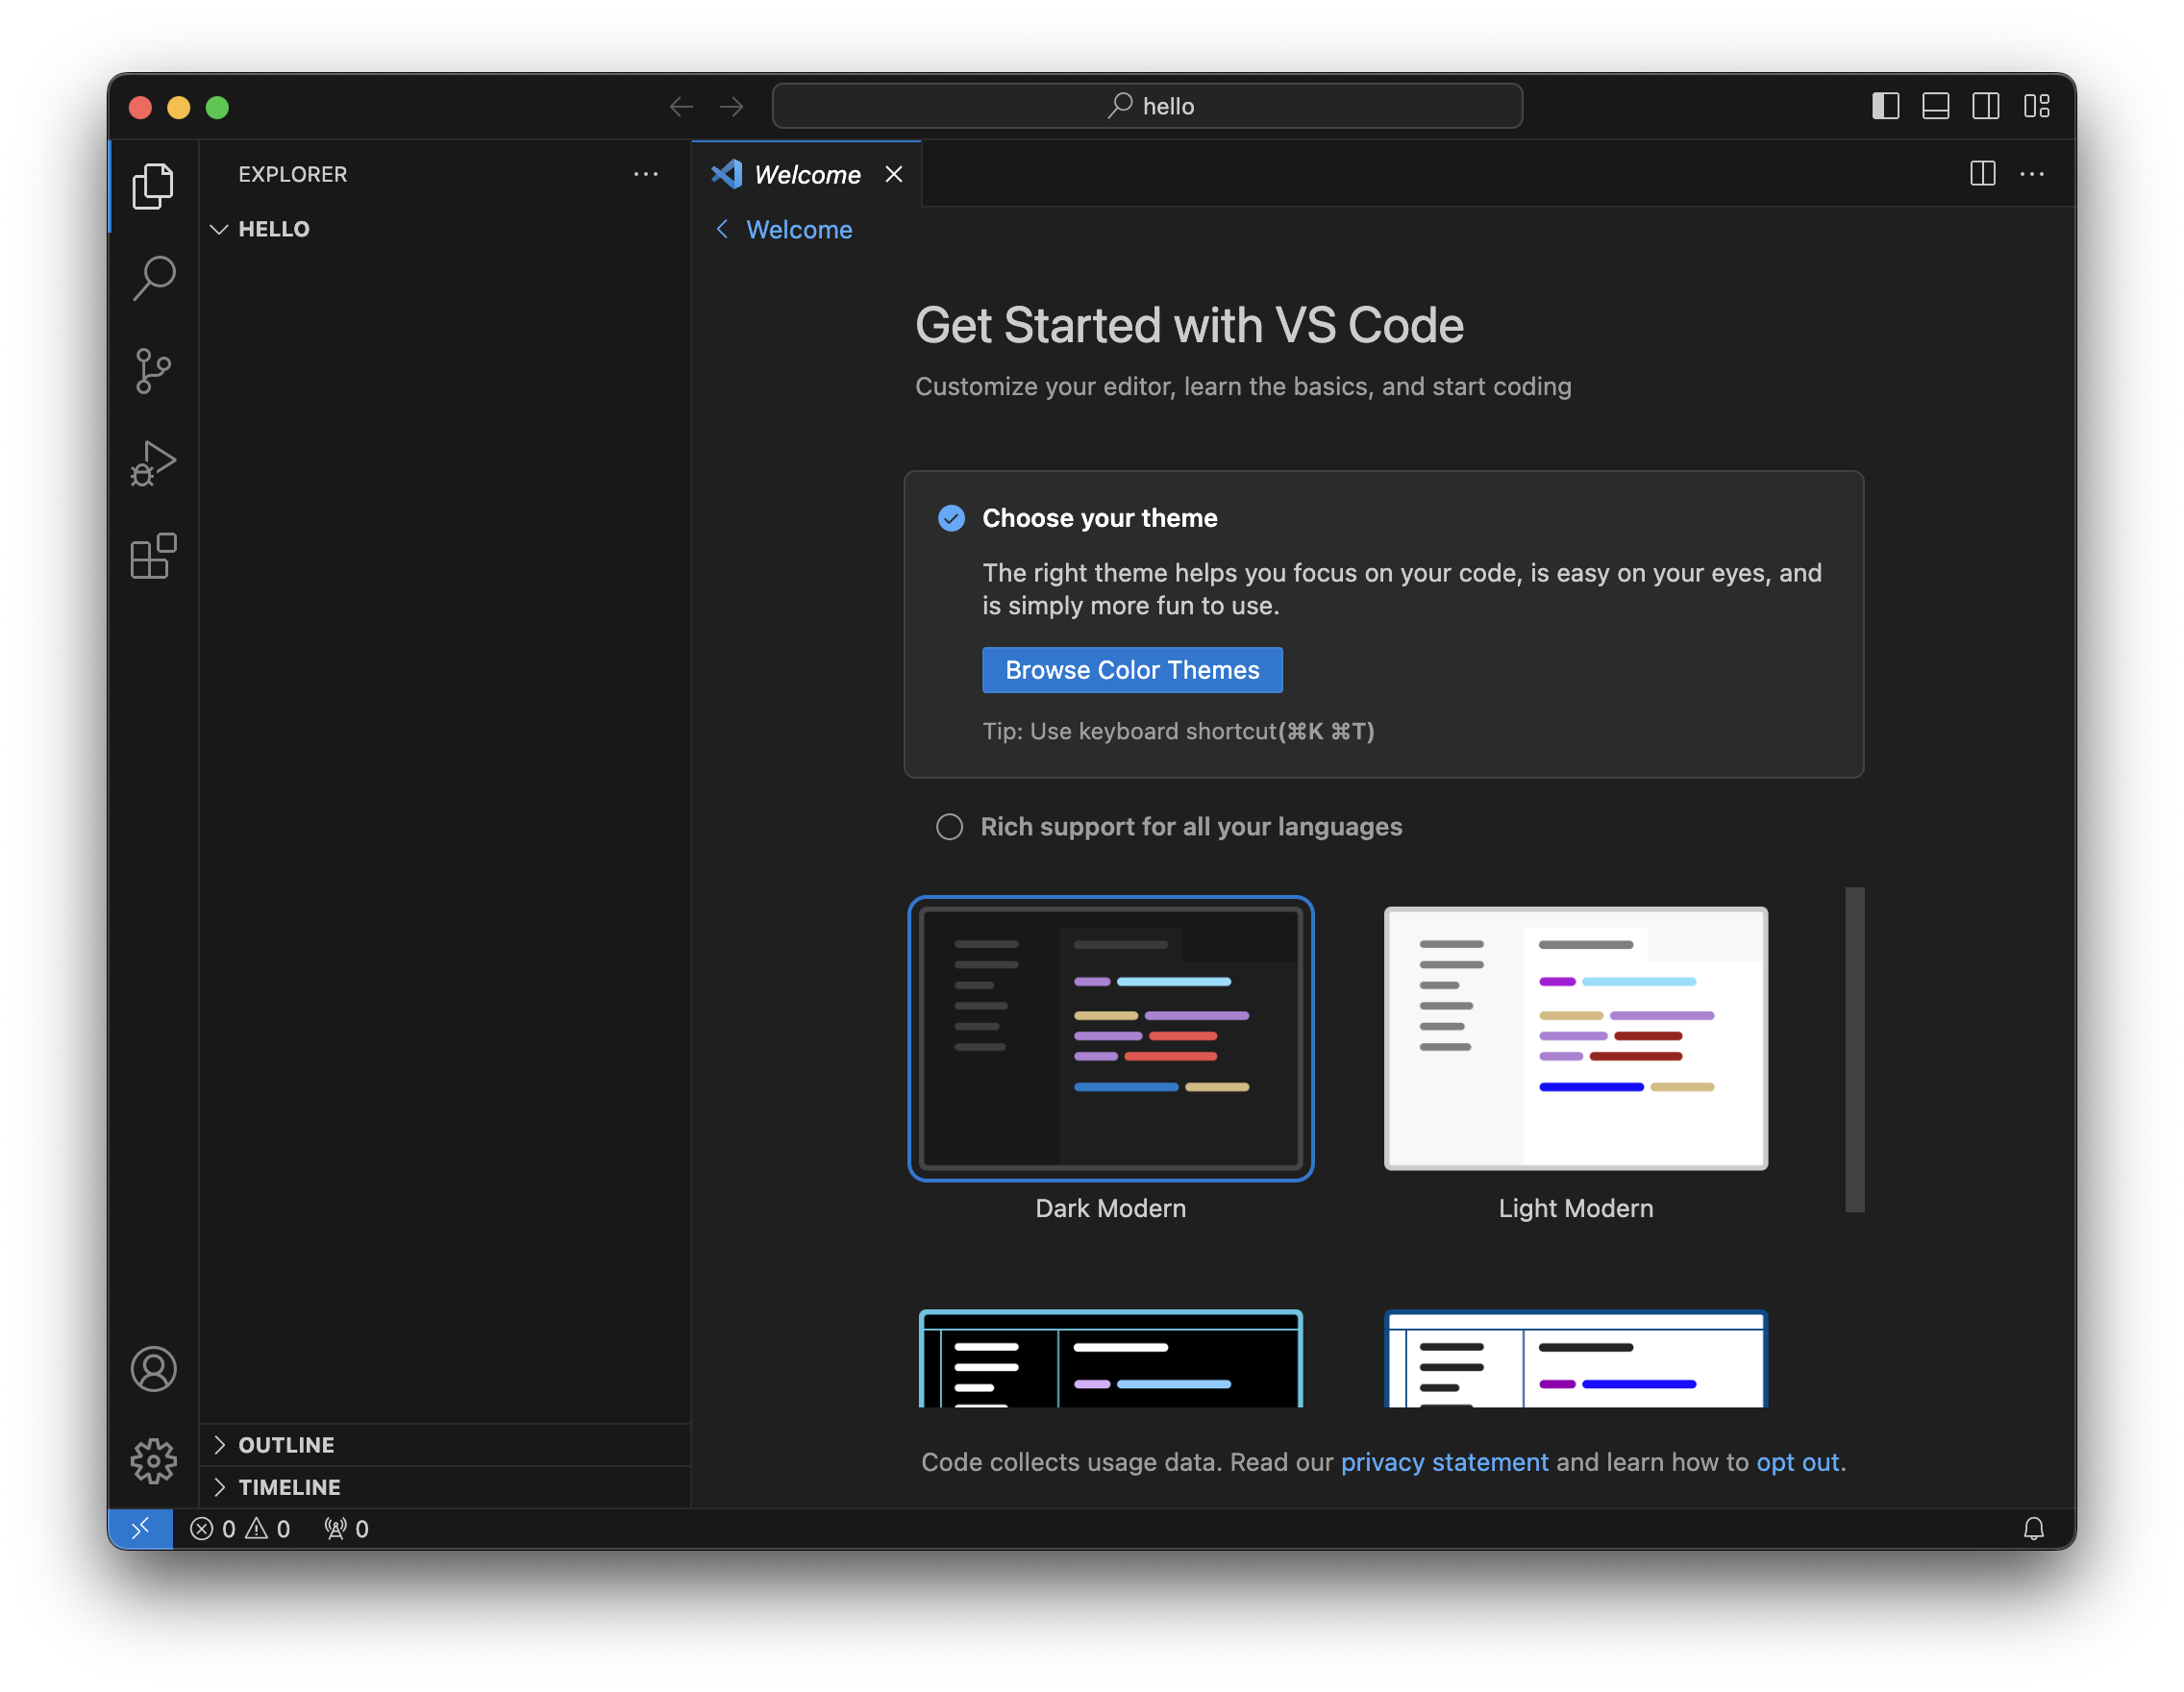 hello
EXPLORER
HELLO
OUTLINE
TIMELINE
Welcome
Welcome
Get Started with VS Code
Customize your editor, learn the basics, and start coding
Choose your theme
The right theme helps you focus on your code, is easy on your eyes, and
is simply more fun to use.
Browse Color Themes
Tip: Use keyboard shortcut(⌘K ⌘T)
Rich support for all your languages
Dark Modern
Light Modern
Code collects usage data. Read our privacy statement and learn how to opt out.
0 0 0